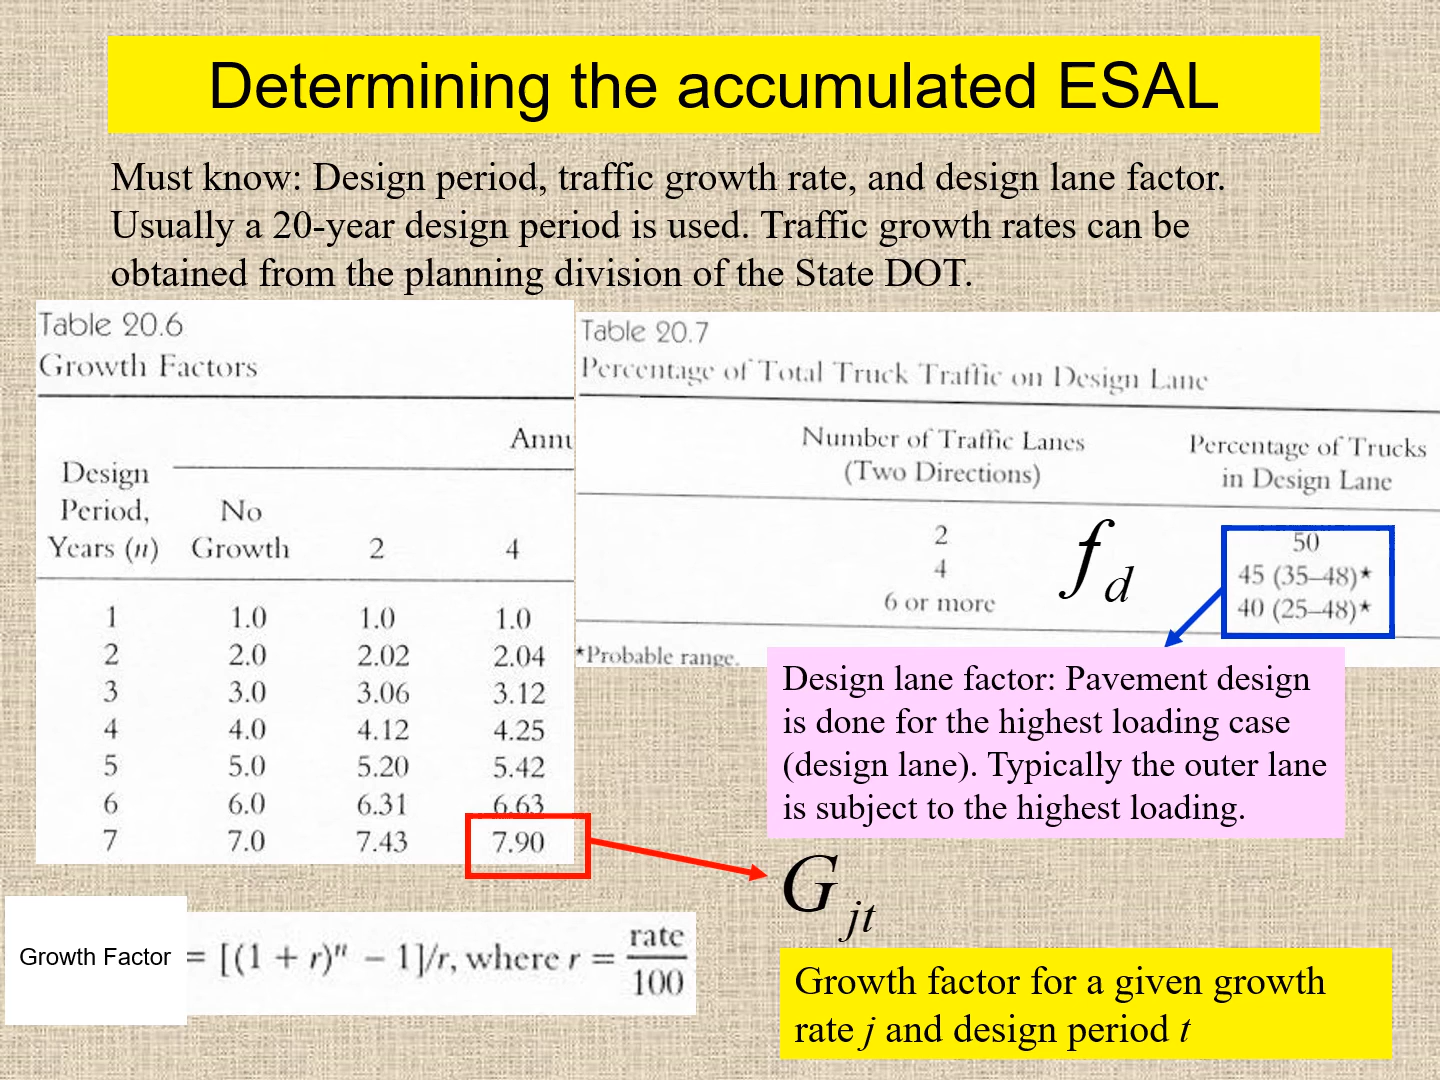 Determining the accumulated ESAL
Must know: Design period, traffic growth rate, and design lane factor.
Usually a 20-year design period is used. Traffic growth rates can be
obtained from the planning division of the State DOT.
Table 20.6
Growth Factors
Annu
Design
Period,
Years (n)
No
Growth
2
4
1 1.0 1.0 1.0
2 2.0 2.02 2.04
3 3.0 3.06 3.12
4 4.0 4.12 4.25
5 5.0 5.20 5.42
6 6.0 6.31 6.63
7 7.0 7.43 7.90
Table 20.7
Percentage of Total Truck Traffic on Design Lane
Number of Traffic Lanes
(Two Directions)
Percentage of Trucks
in Design Lane
2 50
4 45 (35–48)★
6 or more 40 (25–48)★
★Probable range.
f d
Design lane factor: Pavement design
is done for the highest loading case
(design lane). Typically the outer lane
is subject to the highest loading.
G jt
Growth Factor = [(1 + r)ⁿ − 1]/r, where r = rate/100
Growth factor for a given growth
rate j and design period t